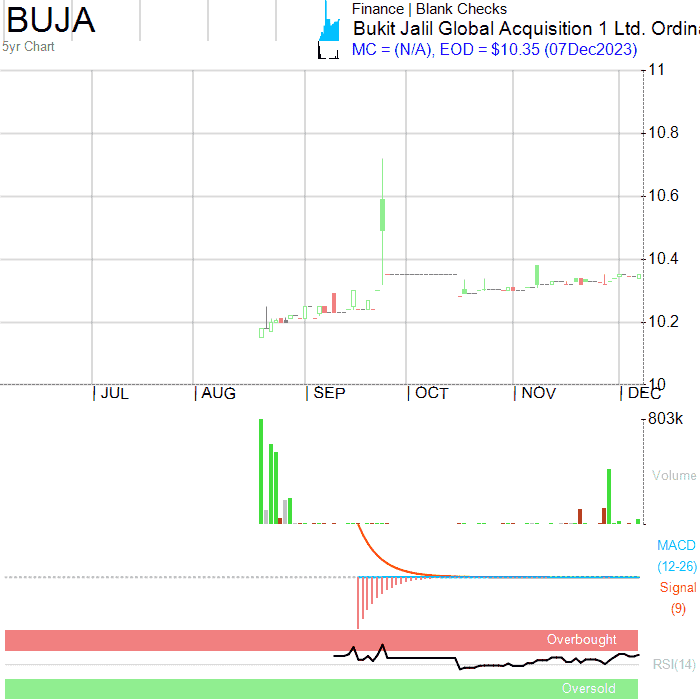 BUJA
5yr Chart
Finance | Blank Checks
Bukit Jalil Global Acquisition 1 Ltd. Ordina
MC = (N/A), EOD = $10.35 (07Dec2023)
11
10.8
10.6
10.4
10.2
10
JUL
AUG
SEP
OCT
NOV
DEC
803k
Volume
MACD
(12-26)
Signal
(9)
Overbought
RSI(14)
Oversold